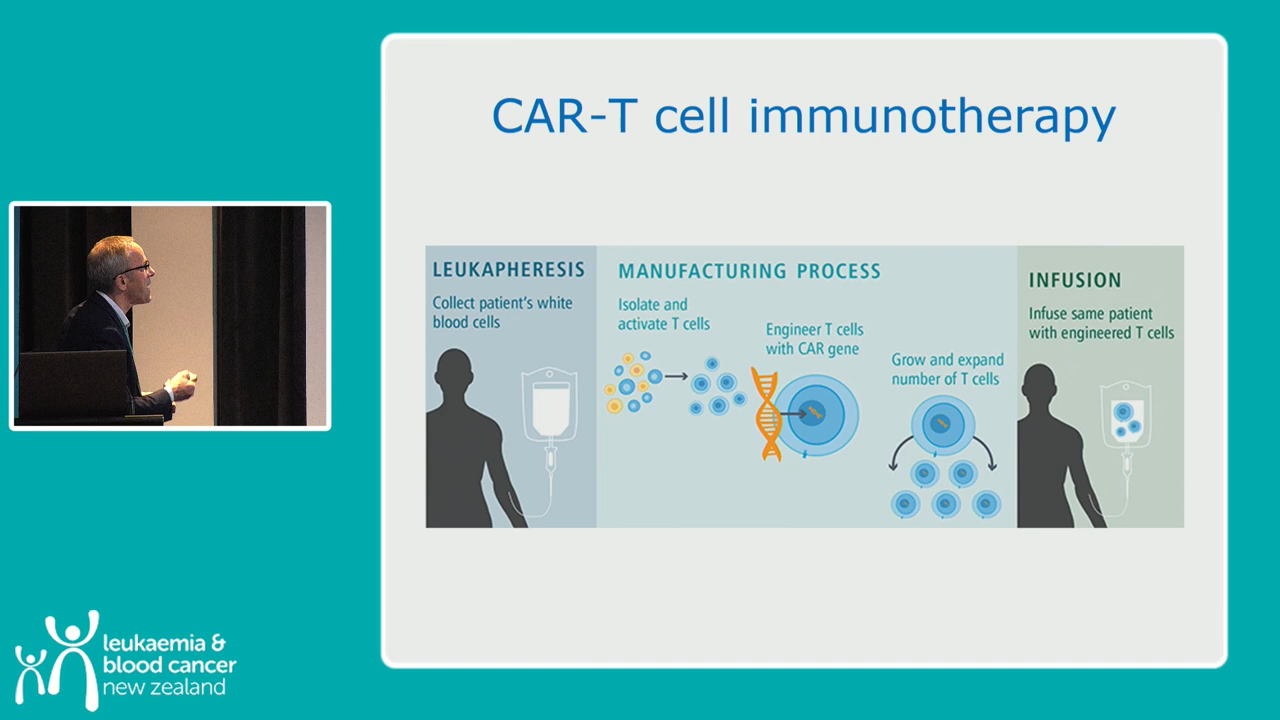 CAR-T cell immunotherapy
LEUKAPHERESIS
Collect patient's white
blood cells
MANUFACTURING PROCESS
Isolate and
activate T cells
Engineer T cells
with CAR gene
Grow and expand
number of T cells
INFUSION
Infuse same patient
with engineered T cells
leukaemia &
blood cancer
new zealand